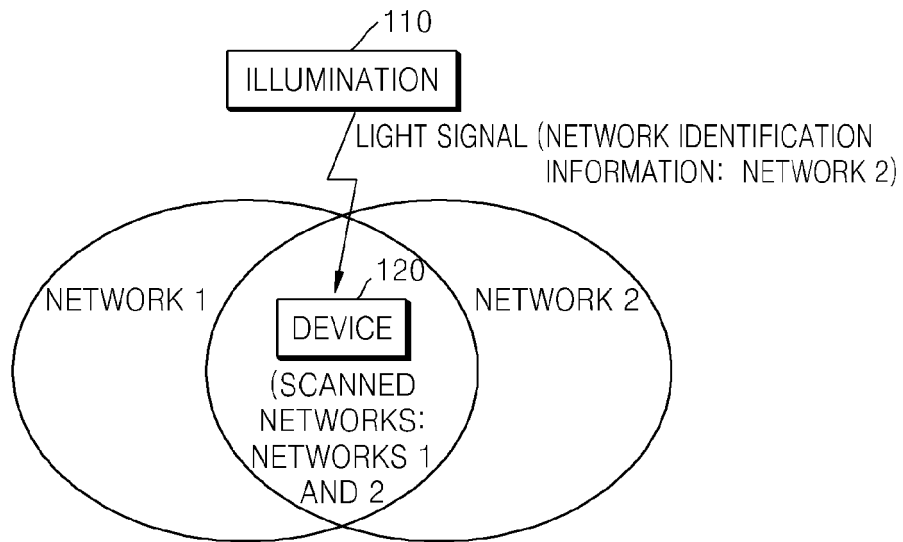 110
ILLUMINATION
LIGHT SIGNAL (NETWORK IDENTIFICATION
INFORMATION: NETWORK 2)
120
NETWORK 1
NETWORK 2
DEVICE
(SCANNED
NETWORKS:
NETWORKS 1
AND 2